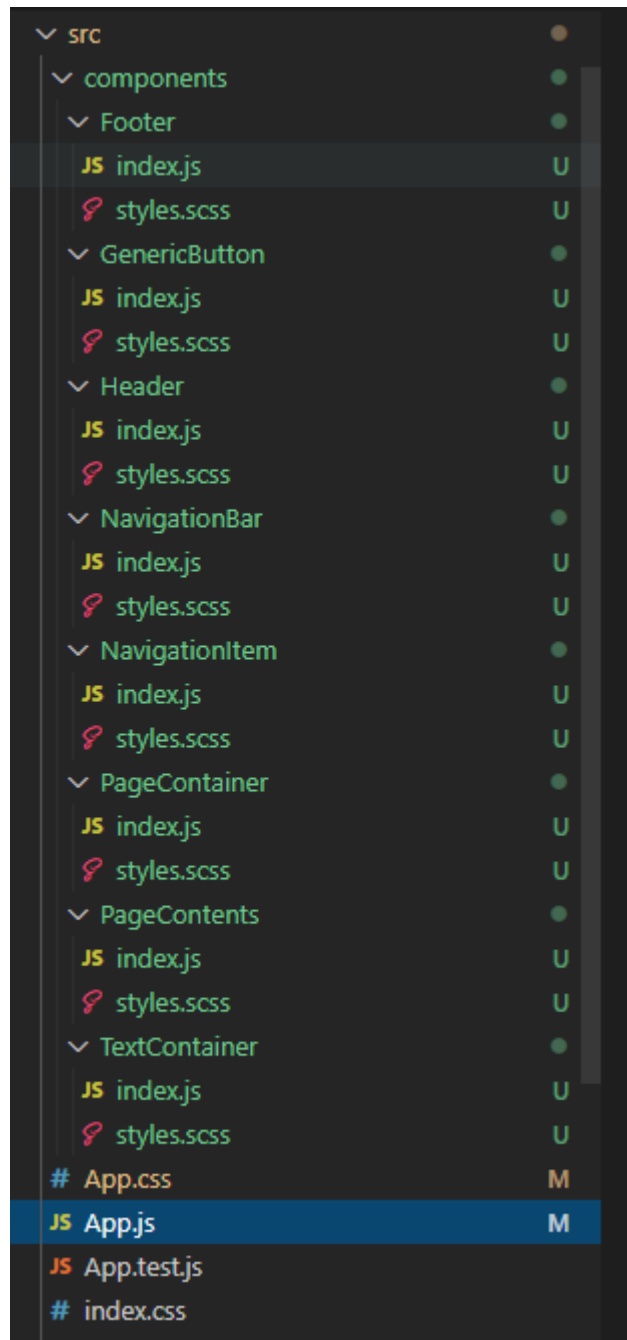 src
components
Footer
JS index.js U
styles.scss U
GenericButton
JS index.js U
styles.scss U
Header
JS index.js U
styles.scss U
NavigationBar
JS index.js U
styles.scss U
NavigationItem
JS index.js U
styles.scss U
PageContainer
JS index.js U
styles.scss U
PageContents
JS index.js U
styles.scss U
TextContainer
JS index.js U
styles.scss U
# App.css M
JS App.js M
JS App.test.js
# index.css